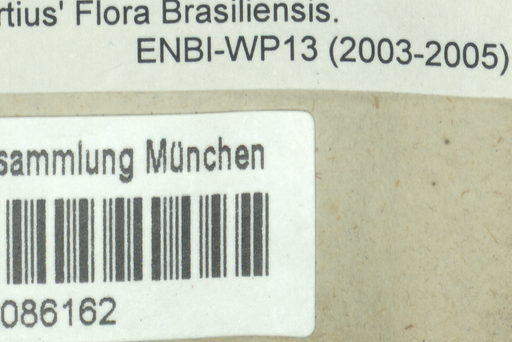 rtius' Flora Brasiliensis.
ENBI-WP13 (2003-2005)
sammlung München
086162